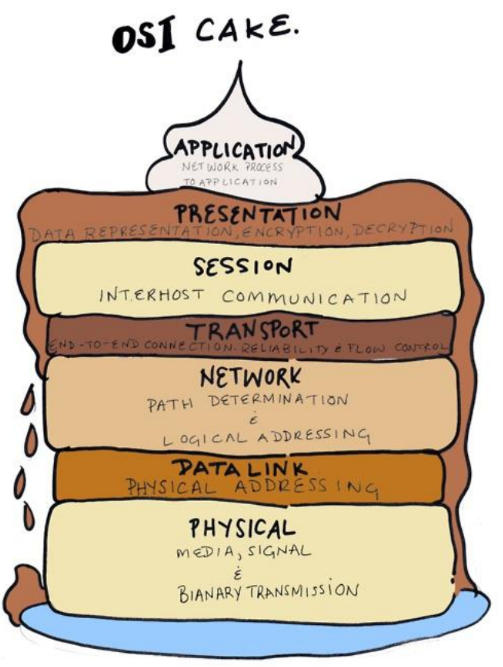 OSI CAKE.
APPLICATION
NETWORK PROCESS
TO APPLICATION
PRESENTATION
DATA REPRESENTATION, ENCRYPTION, DECRYPTION
SESSION
INTERHOST COMMUNICATION
TRANSPORT
END-TO-END CONNECTION. RELIABILITY & FLOW CONTROL
NETWORK
PATH DETERMINATION
&
LOGICAL ADDRESSING
DATA LINK
PHYSICAL ADDRESSING
PHYSICAL
MEDIA, SIGNAL
&
BIANARY TRANSMISSION